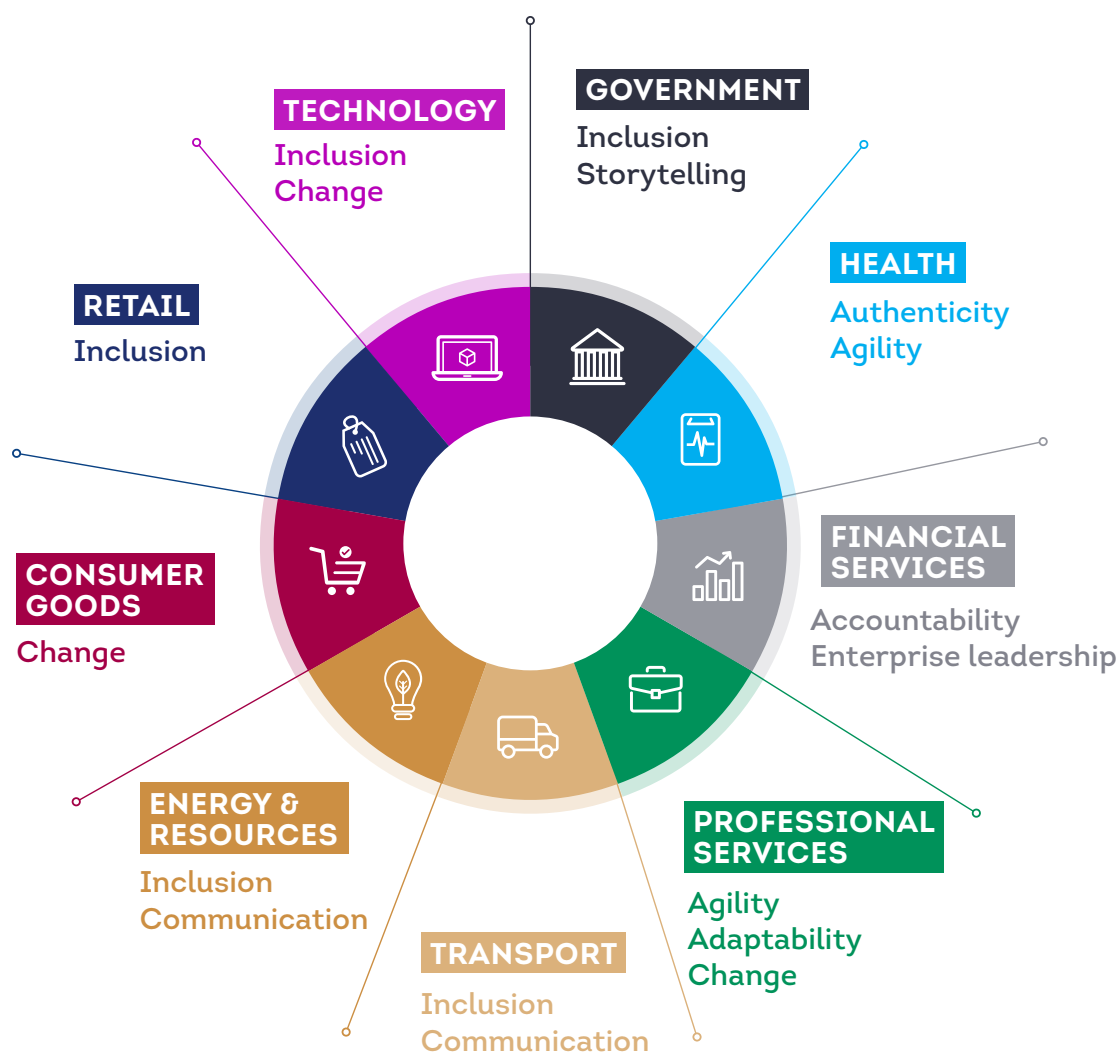 GOVERNMENT
Inclusion
Storytelling
HEALTH
Authenticity
Agility
FINANCIAL
SERVICES
Accountability
Enterprise leadership
PROFESSIONAL
SERVICES
Agility
Adaptability
Change
TRANSPORT
Inclusion
Communication
ENERGY &
RESOURCES
Inclusion
Communication
CONSUMER
GOODS
Change
RETAIL
Inclusion
TECHNOLOGY
Inclusion
Change